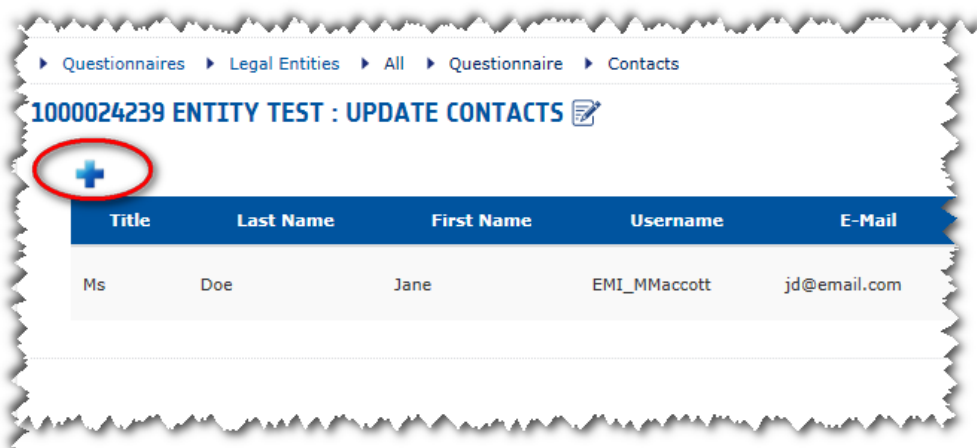 Questionnaires Legal Entities All Questionnaire Contacts
1000024239 ENTITY TEST : UPDATE CONTACTS
Title Last Name First Name Username E-Mail
Ms Doe Jane EMI_MMaccott jd@email.com